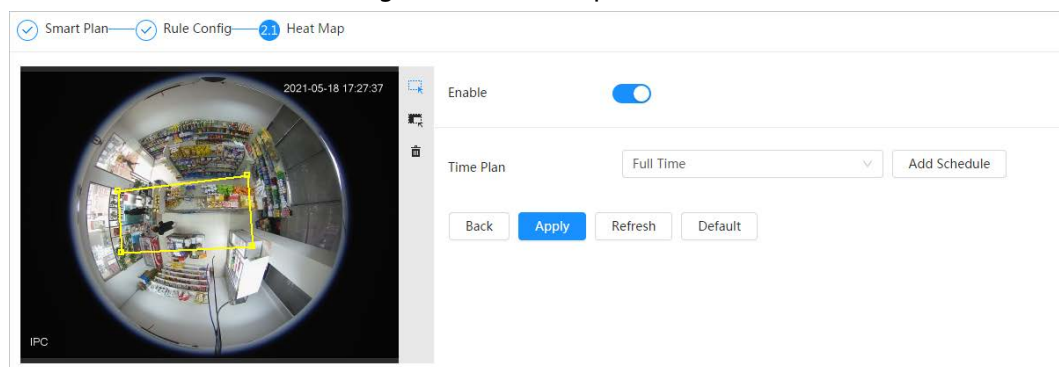 Smart Plan Rule Config 2.1 Heat Map
2021-05-18 17:27:37
IPC
Enable
Time Plan Full Time Add Schedule
Back Apply Refresh Default